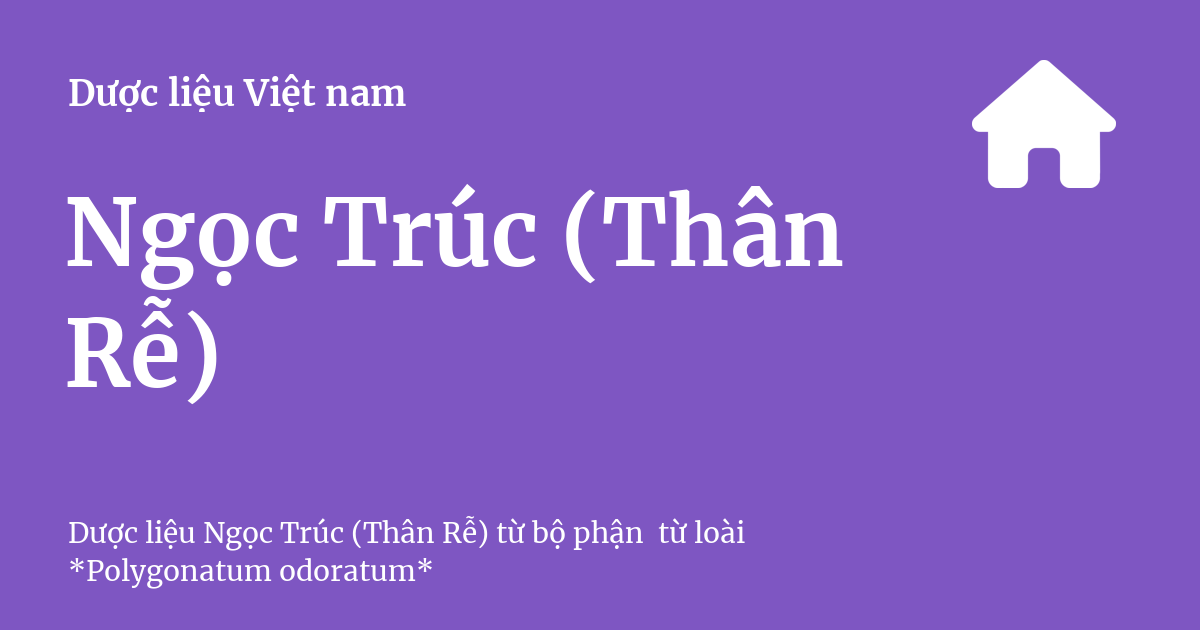 Dược liệu Việt nam
Ngọc Trúc (Thân
Rễ)
Dược liệu Ngọc Trúc (Thân Rễ) từ bộ phận  từ loài
*Polygonatum odoratum*